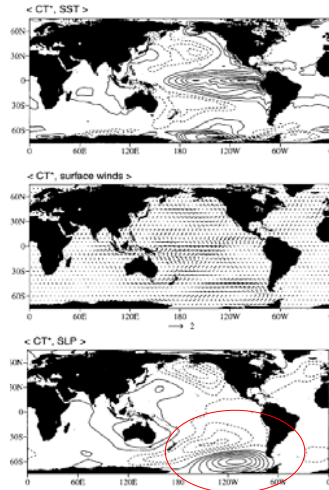 < CT*, SST >
60N
30N
0
30S
60S
0 60E 120E 180 120W 60W
< CT*, surface winds >
60N
30N
0
30S
60S
0 60E 120E 180 120W 60W
→ 2
< CT*, SLP >
60N
30N
0
30S
60S
0 60E 120E 180 120W 60W